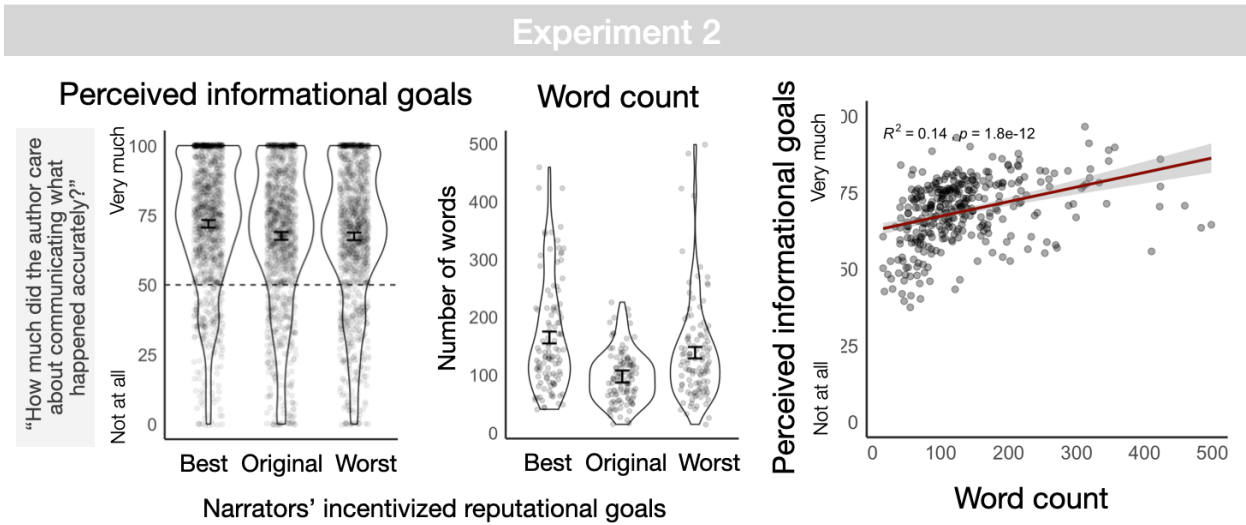 Experiment 2
Perceived informational goals
"How much did the author care
about communicating what
happened accurately?"
Very much
Not at all
100
75
50
25
0
Best Original Worst
Word count
Number of words
500
400
300
200
100
0
Best Original Worst
Narrators' incentivized reputational goals
Perceived informational goals
Very much
Not at all
00
75
50
25
0
R² = 0.14 , p = 1.8e-12
0 100 200 300 400 500
Word count